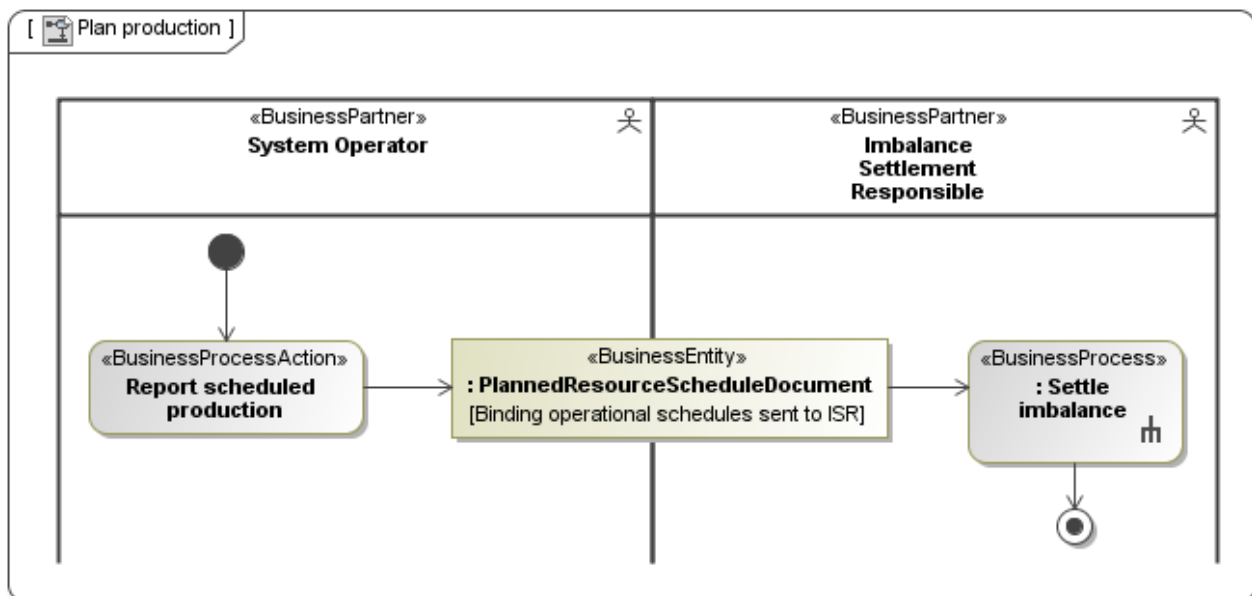 [ Plan production ]
«BusinessPartner»
System Operator
«BusinessPartner»
Imbalance
Settlement
Responsible
«BusinessProcessAction»
Report scheduled
production
«BusinessEntity»
: PlannedResourceScheduleDocument
[Binding operational schedules sent to ISR]
«BusinessProcess»
: Settle
imbalance